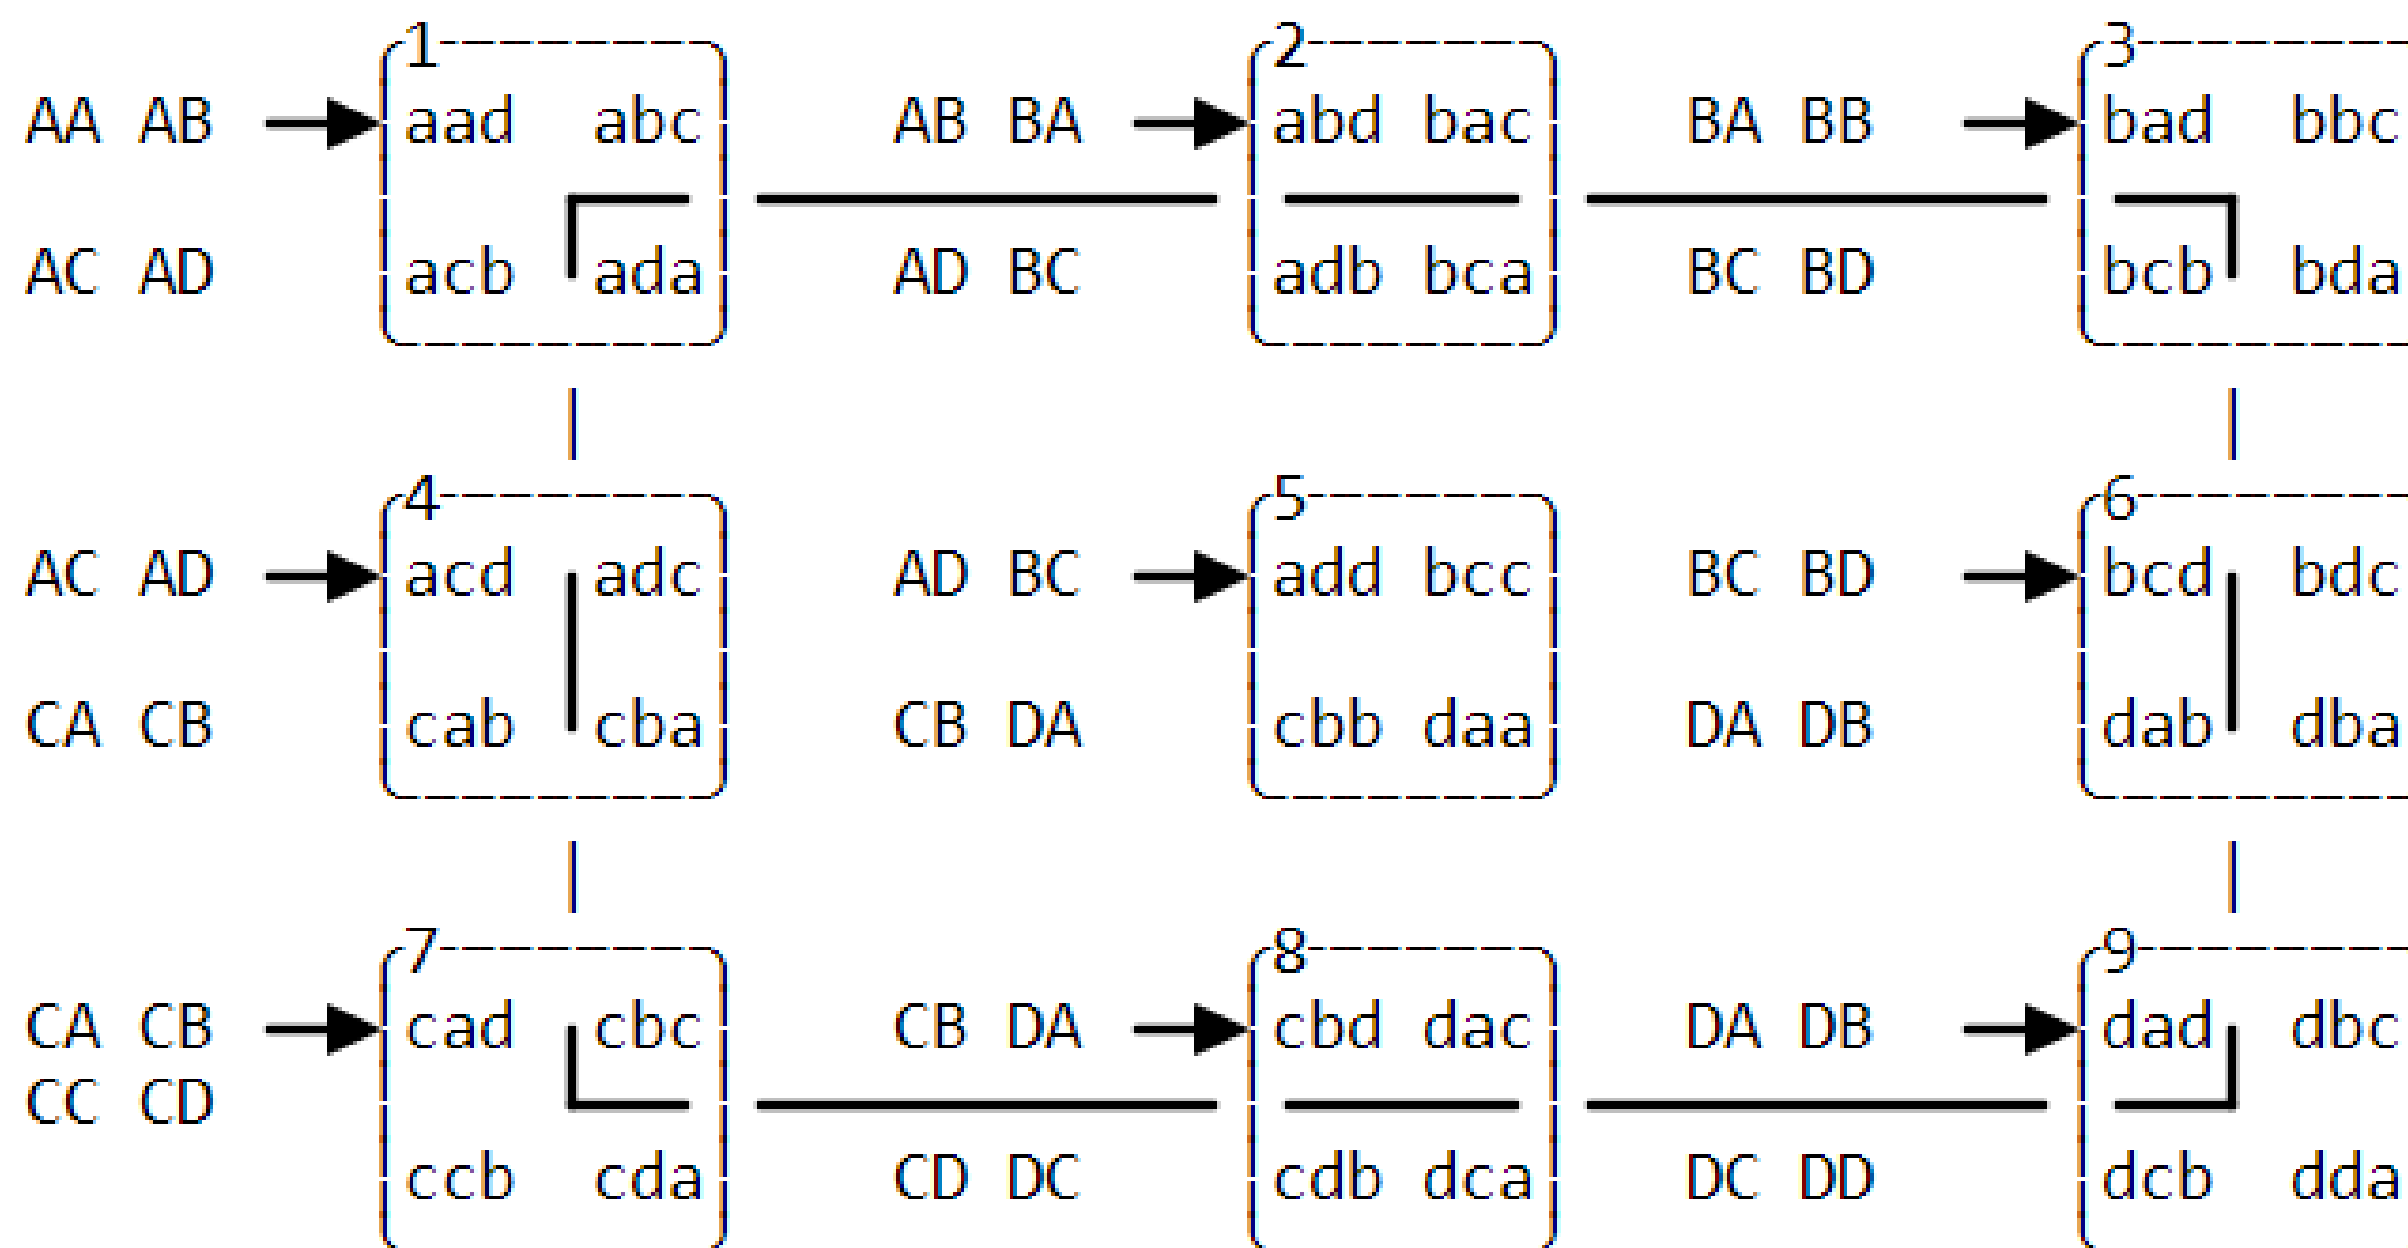 1 2 3
AA AB aad abc AB BA abd bac BA BB bad bbc
AC AD acb ada AD BC adb bca BC BD bcb bda
4 5 6
AC AD acd adc AD BC add bcc BC BD bcd bdc
CA CB cab cba CB DA cbb daa DA DB dab dba
7 8 9
CA CB cad cbc CB DA cbd dac DA DB dad dbc
CC CD
ccb cda CD DC cdb dca DC DD dcb dda